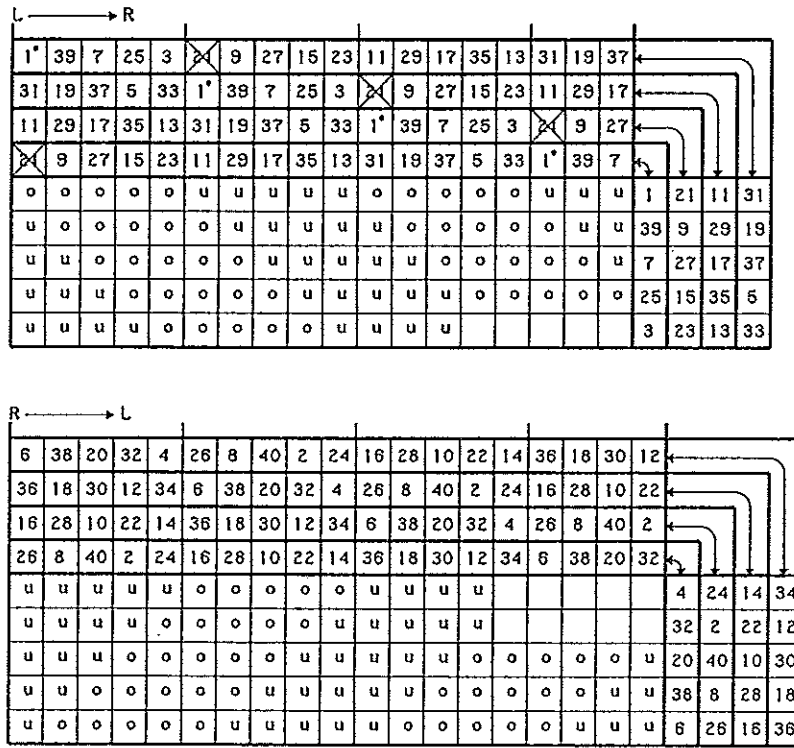 L R
1* 39 7 25 3 21 9 27 15 23 11 29 17 35 13 31 19 37
31 19 37 5 33 1* 39 7 25 3 21 9 27 15 23 11 29 17
11 29 17 35 13 31 19 37 5 33 1* 39 7 25 3 21 9 27
21 9 27 15 23 11 29 17 35 13 31 19 37 5 33 1* 39 7
o o o o o u u u u u o o o o o u u u 1 21 11 31
u o o o o o u u u u u o o o o o u u 39 9 29 19
u u o o o o o u u u u u o o o o o u 7 27 17 37
u u u o o o o o u u u u u o o o o o 25 15 35 5
u u u u o o o o o u u u u 3 23 13 33
R L
6 38 20 32 4 26 8 40 2 24 16 28 10 22 14 36 18 30 12
36 18 30 12 34 6 38 20 32 4 26 8 40 2 24 16 28 10 22
16 28 10 22 14 36 18 30 12 34 6 38 20 32 4 26 8 40 2
26 8 40 2 24 16 28 10 22 14 36 18 30 12 34 6 38 20 32
u u u u u o o o o o u u u u 4 24 14 34
u u u u o o o o o u u u u u 32 2 22 12
u u u o o o o o u u u u u o o o o o u 20 40 10 30
u u o o o o o u u u u u o o o o o u u 38 8 28 18
u o o o o o u u u u u o o o o o u u u 6 26 16 36